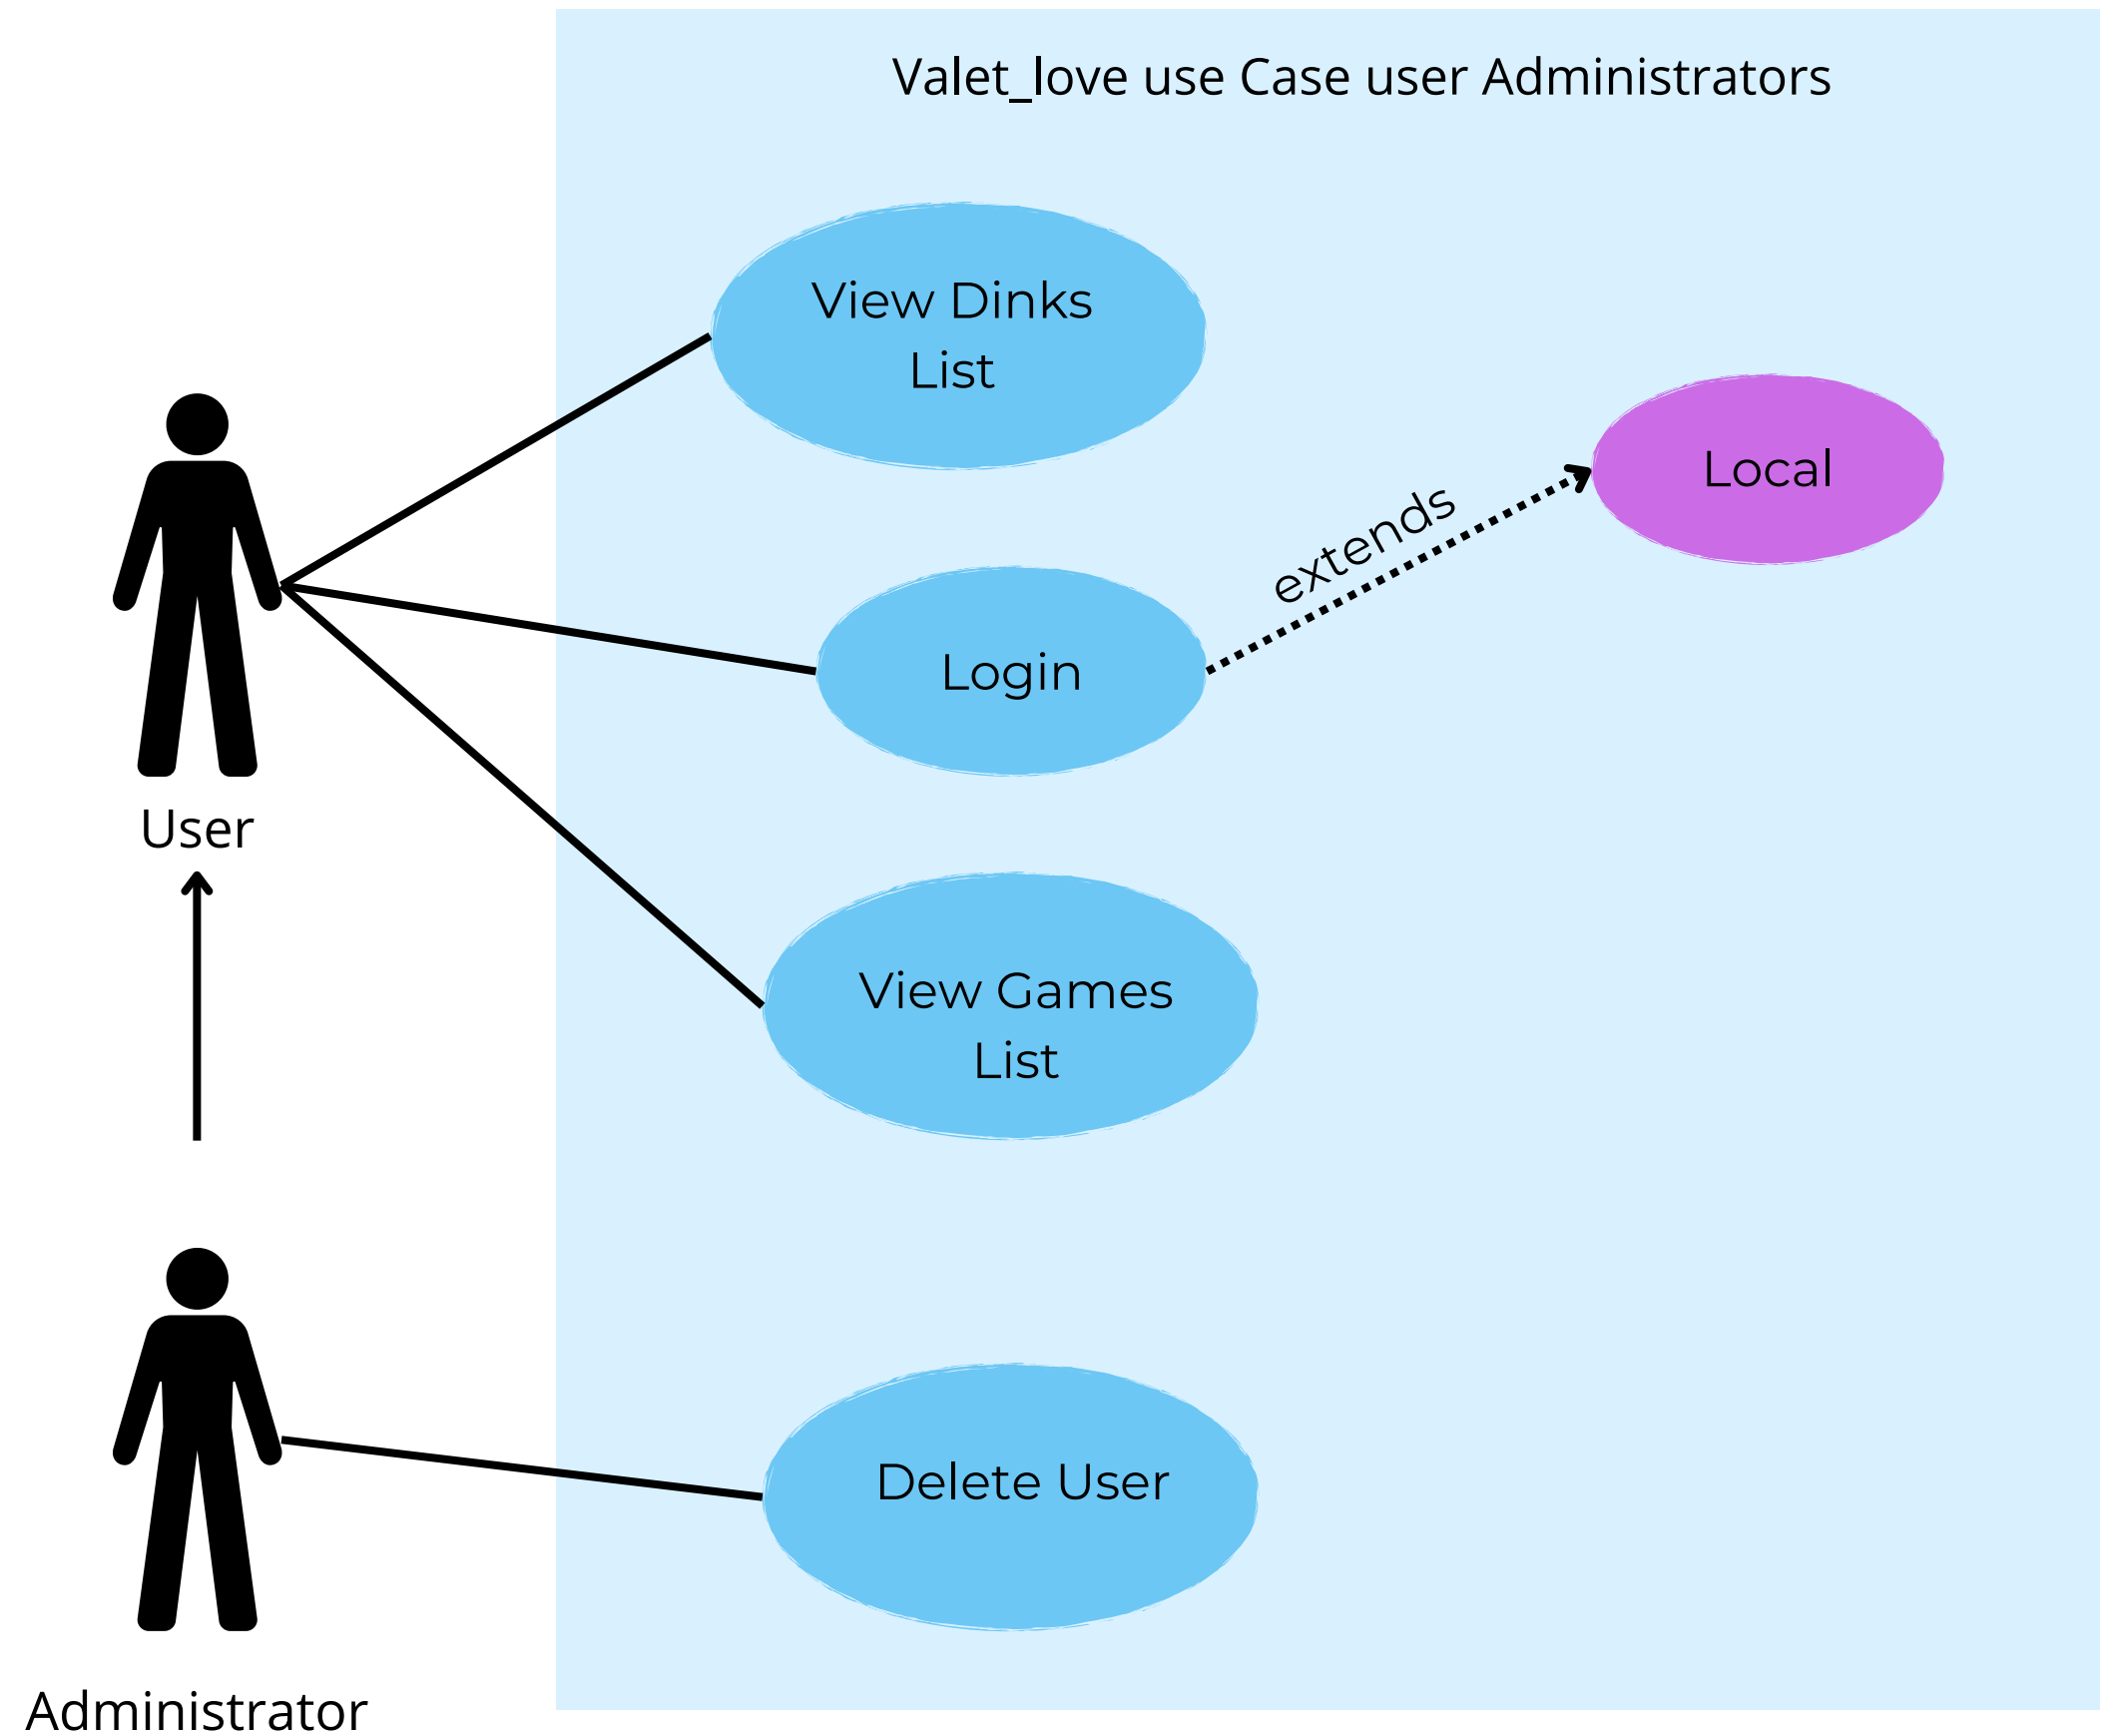 Valet_love use Case user Administrators
View Dinks
List
Local
extends
Login
User
View Games
List
Delete User
Administrator